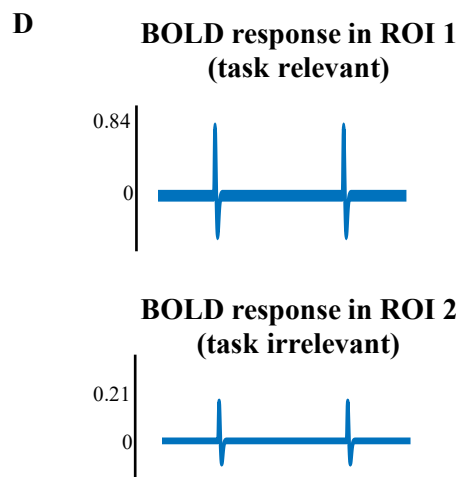 D
BOLD response in ROI 1
(task relevant)
0.84
0
BOLD response in ROI 2
(task irrelevant)
0.21
0